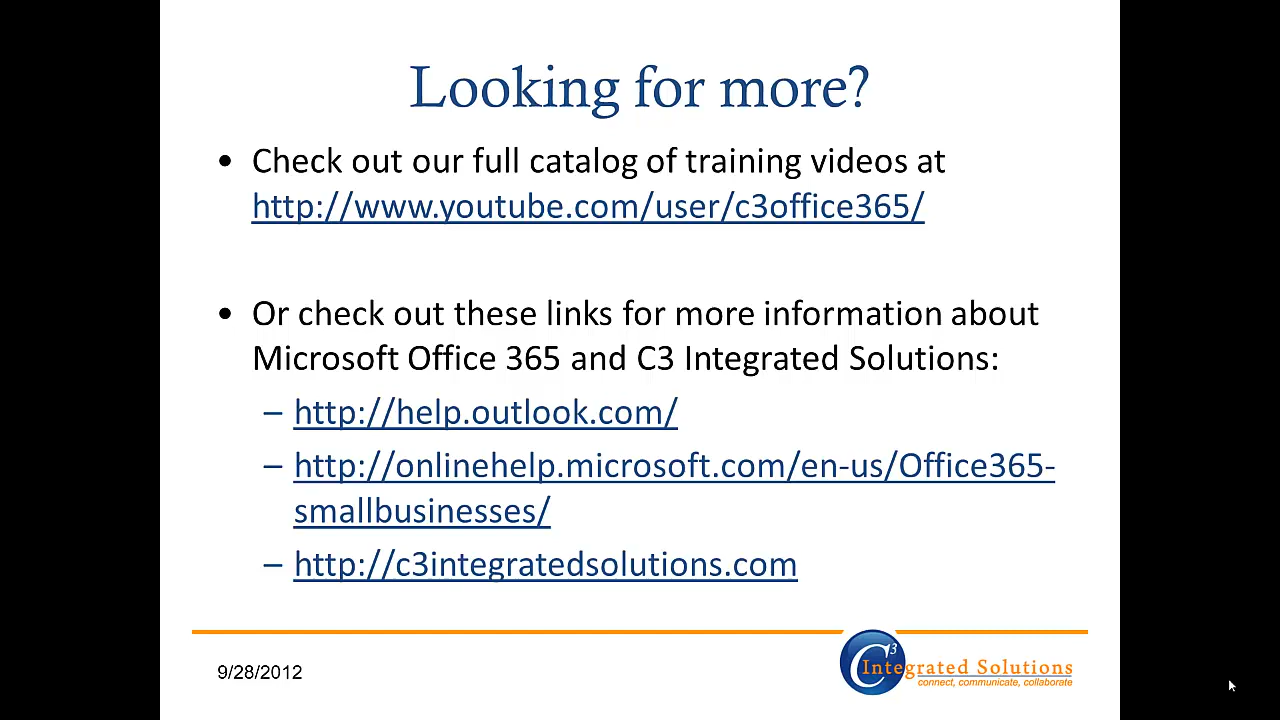 Looking for more?
• Check out our full catalog of training videos at
http://www.youtube.com/user/c3office365/
• Or check out these links for more information about
Microsoft Office 365 and C3 Integrated Solutions:
– http://help.outlook.com/
– http://onlinehelp.microsoft.com/en-us/Office365-
smallbusinesses/
– http://c3integratedsolutions.com
9/28/2012
C3 Integrated Solutions
connect, communicate, collaborate